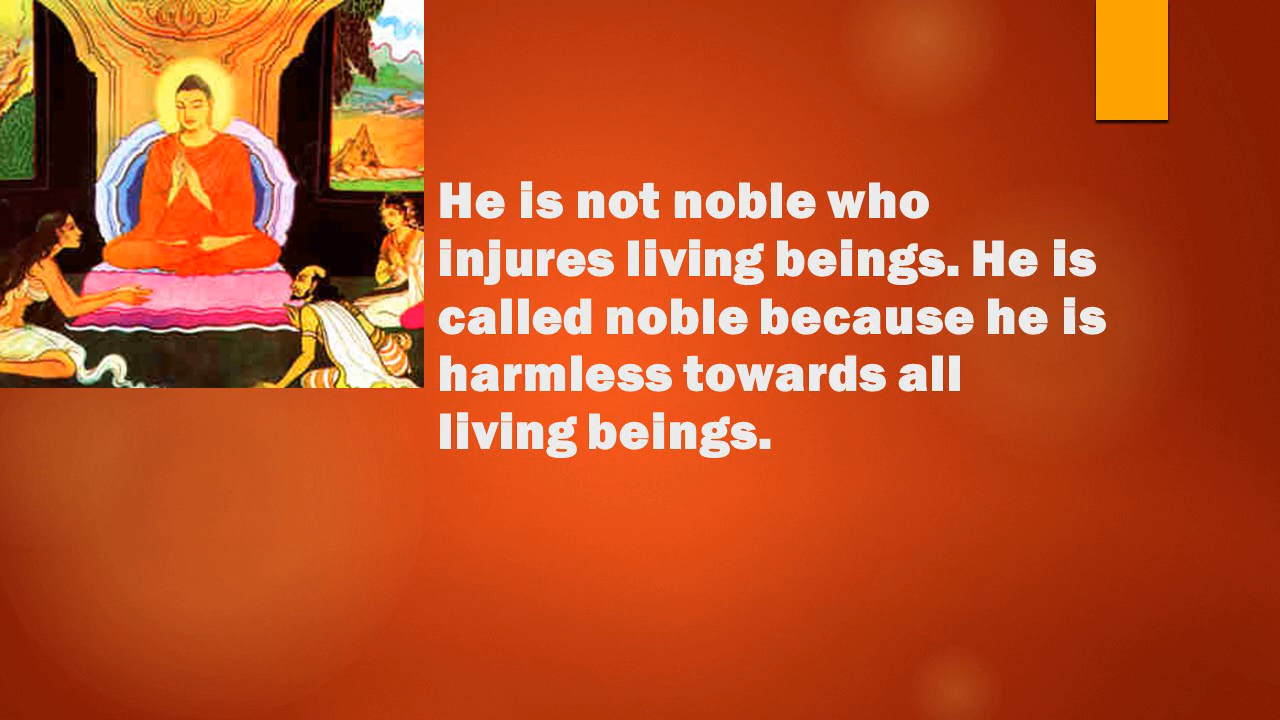 He is not noble who
injures living beings. He is
called noble because he is
harmless towards all
living beings.